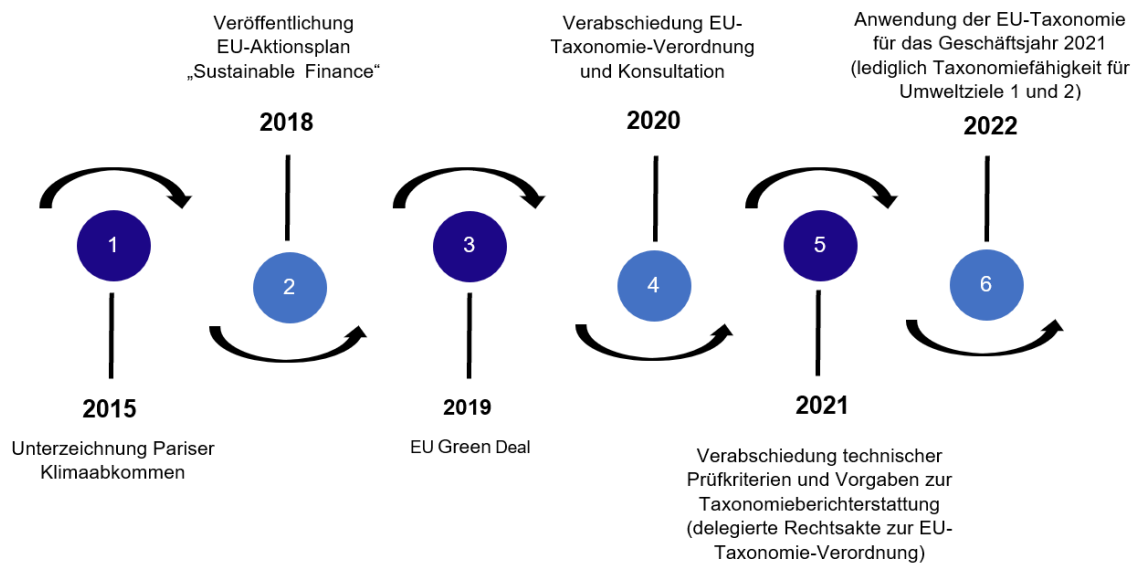 1
2015
Unterzeichnung Pariser
Klimaabkommen
Veröffentlichung
EU-Aktionsplan
„Sustainable Finance“
2018
2
3
2019
EU Green Deal
Verabschiedung EU-
Taxonomie-Verordnung
und Konsultation
2020
4
5
2021
Verabschiedung technischer
Prüfkriterien und Vorgaben zur
Taxonomieberichterstattung
(delegierte Rechtsakte zur EU-
Taxonomie-Verordnung)
Anwendung der EU-Taxonomie
für das Geschäftsjahr 2021
(lediglich Taxonomiefähigkeit für
Umweltziele 1 und 2)
2022
6